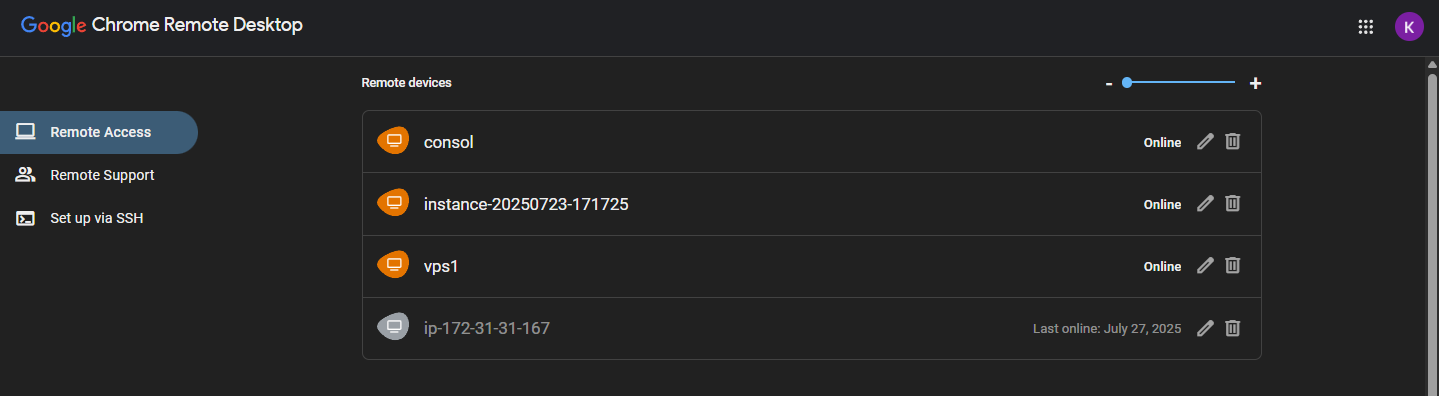 Google Chrome Remote Desktop
K
Remote devices
- +
Remote Access
Remote Support
Set up via SSH
consol Online
instance-20250723-171725 Online
vps1 Online
ip-172-31-31-167 Last online: July 27, 2025